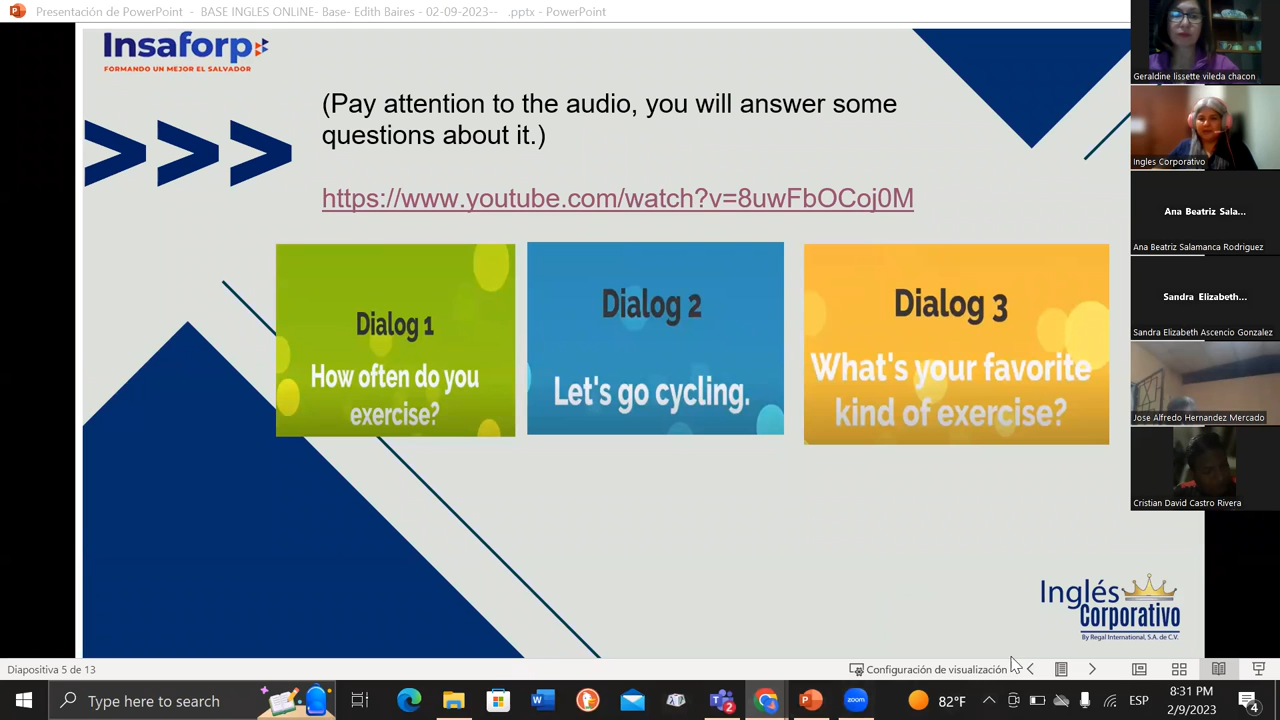 Presentación de PowerPoint - BASE INGLES ONLiNE- Base- Edith Baires - 02-09-2023-- .pptx - PowerPoint
Insaforp
FORMANDO UN MEJOR EL SALVADOR
(Pay attention to the audio, you will answer some
questions about it.)
https://www.youtube.com/watch?v=8uwFbOCoj0M
Dialog 1
How often do you
exercise?
Dialog 2
Let's go cycling.
Dialog 3
What's your favorite
kind of exercise?
Geraldine lissette vileda chacon
Ingles Corporativo
Ana Beatriz Sala...
Ana Beatriz Salamanca Rodriguez
Sandra Elizabeth...
Sandra Elizabeth Ascencio Gonzalez
Jose Alfredo Hernandez Mercado
Cristian David Castro Rivera
Inglés
Corporativo
By Regal International, S.A. de C.V.
Diapositiva 5 de 13
Configuración de visualización
Type here to search
82°F
ESP
8:31 PM
2/9/2023
4